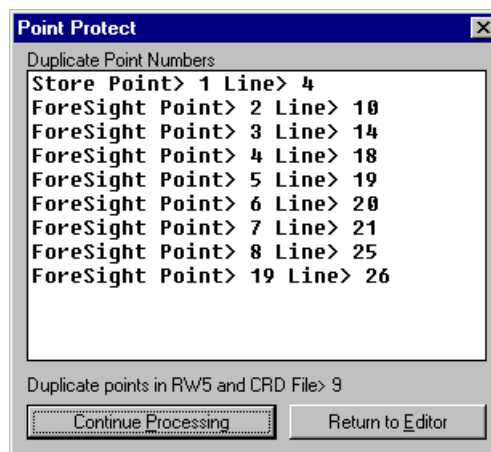 Point Protect
Duplicate Point Numbers
Store Point> 1 Line> 4
ForeSight Point> 2 Line> 10
ForeSight Point> 3 Line> 14
ForeSight Point> 4 Line> 18
ForeSight Point> 5 Line> 19
ForeSight Point> 6 Line> 20
ForeSight Point> 7 Line> 21
ForeSight Point> 8 Line> 25
ForeSight Point> 19 Line> 26
Duplicate points in RW5 and CRD File> 9
Continue Processing Return to Editor